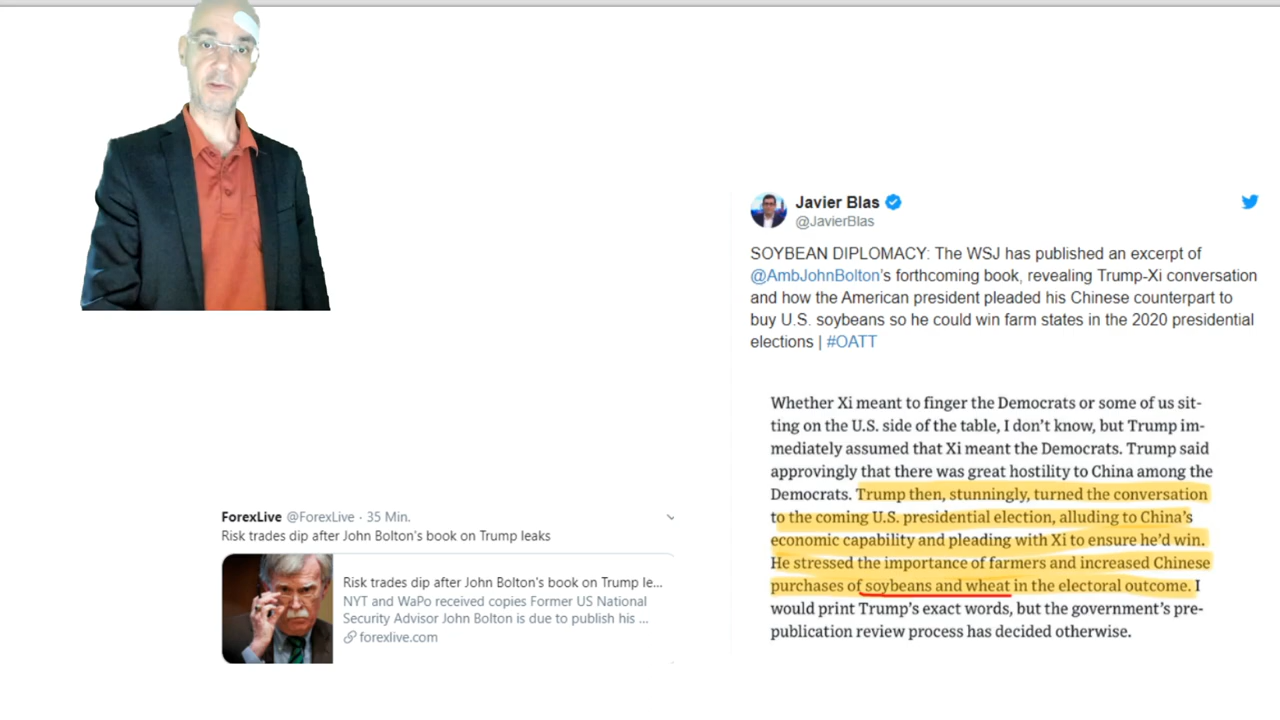 Javier Blas
@JavierBlas
SOYBEAN DIPLOMACY: The WSJ has published an excerpt of
@AmbJohnBolton's forthcoming book, revealing Trump-Xi conversation
and how the American president pleaded his Chinese counterpart to
buy U.S. soybeans so he could win farm states in the 2020 presidential
elections | #OATT
Whether Xi meant to finger the Democrats or some of us sit-
ting on the U.S. side of the table, I don't know, but Trump im-
mediately assumed that Xi meant the Democrats. Trump said
approvingly that there was great hostility to China among the
Democrats. Trump then, stunningly, turned the conversation
to the coming U.S. presidential election, alluding to China's
economic capability and pleading with Xi to ensure he'd win.
He stressed the importance of farmers and increased Chinese
purchases of soybeans and wheat in the electoral outcome. I
would print Trump's exact words, but the government's pre-
publication review process has decided otherwise.
ForexLive @ForexLive · 35 Min.
Risk trades dip after John Bolton's book on Trump leaks
Risk trades dip after John Bolton's book on Trump le...
NYT and WaPo received copies Former US National
Security Advisor John Bolton is due to publish his ...
forexlive.com